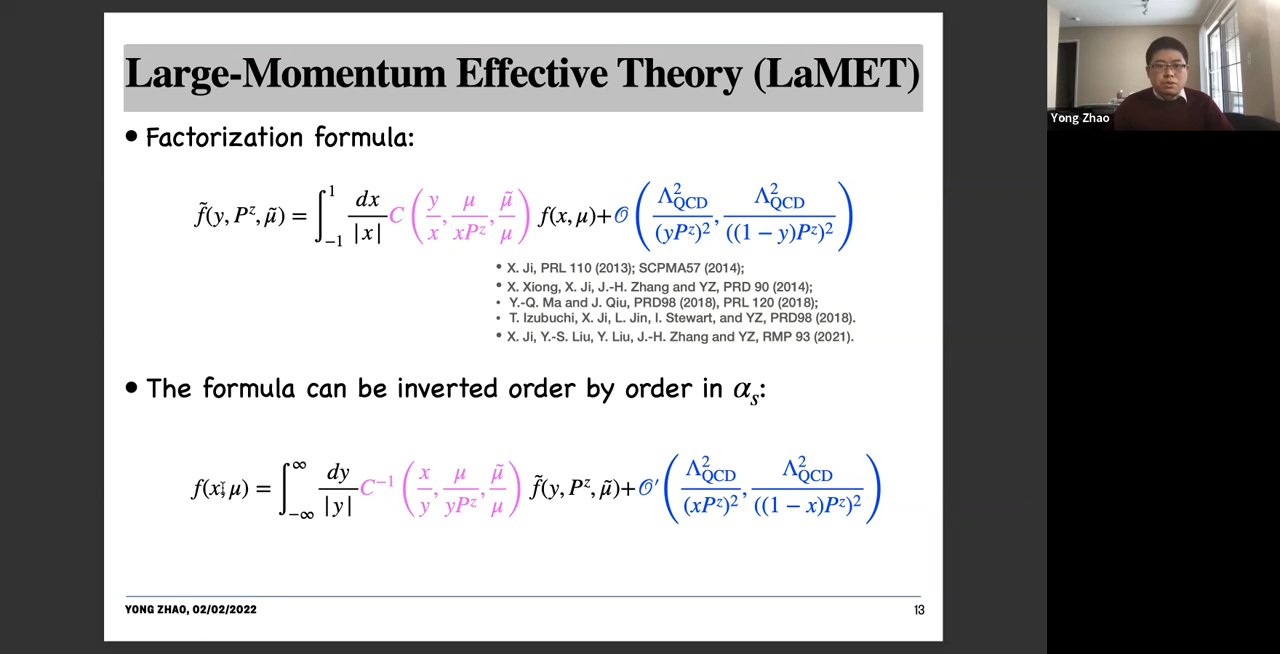 Large-Momentum Effective Theory (LaMET)
• Factorization formula:
f̃(y, P^z, μ̃) = ∫_{-1}^{1} dx/|x| C(y/x, μ/(xP^z), μ̃/μ) f(x, μ) + 𝒪(Λ²_QCD/(yP^z)², Λ²_QCD/((1 − y)P^z)²)
• X. Ji, PRL 110 (2013); SCPMA57 (2014);
• X. Xiong, X. Ji, J.-H. Zhang and YZ, PRD 90 (2014);
• Y.-Q. Ma and J. Qiu, PRD98 (2018), PRL 120 (2018);
• T. Izubuchi, X. Ji, L. Jin, I. Stewart, and YZ, PRD98 (2018).
• X. Ji, Y.-S. Liu, Y. Liu, J.-H. Zhang and YZ, RMP 93 (2021).
• The formula can be inverted order by order in α_s:
f(x, μ) = ∫_{-∞}^{∞} dy/|y| C^{-1}(x/y, μ/(yP^z), μ̃/μ) f̃(y, P^z, μ̃) + 𝒪′(Λ²_QCD/(xP^z)², Λ²_QCD/((1 − x)P^z)²)
YONG ZHAO, 02/02/2022
13
Yong Zhao